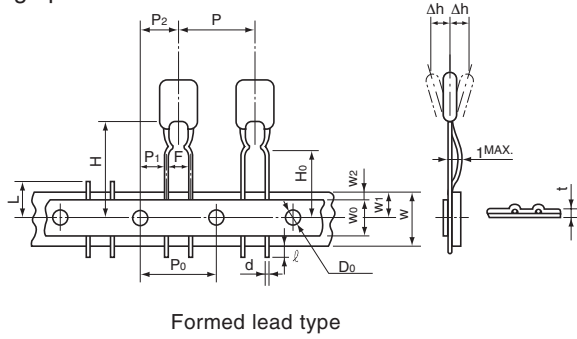 P2 P
Δh Δh
H
P1 F
H0
1MAX.
L
W2
W0
W1
W
t
P0
d
ℓ
D0
Formed lead type